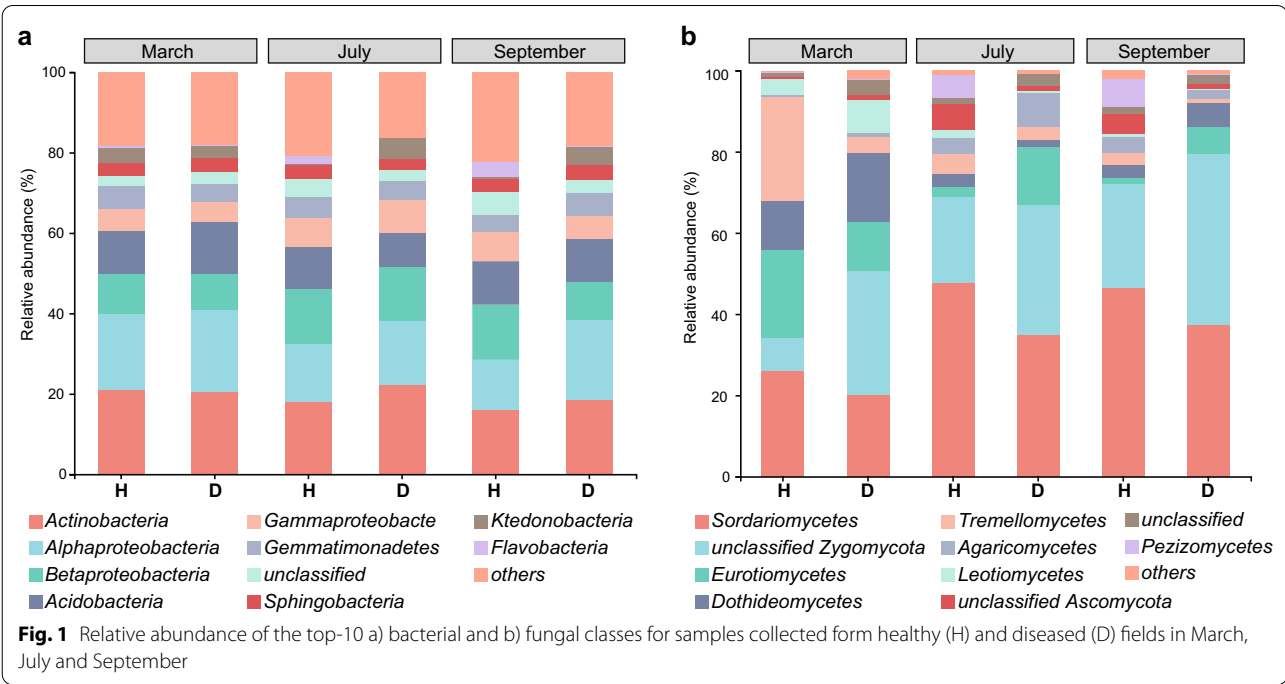 a
March July September
Relative abundance (%)
100
80
60
40
20
0
H D H D H D
Actinobacteria
Alphaproteobacteria
Betaproteobacteria
Acidobacteria
Gammaproteobacte
Gemmatimonadetes
unclassified
Sphingobacteria
Ktedonobacteria
Flavobacteria
others
b
March July September
Relative abundance (%)
100
80
60
40
20
0
H D H D H D
Sordariomycetes
unclassified Zygomycota
Eurotiomycetes
Dothideomycetes
Tremellomycetes
Agaricomycetes
Leotiomycetes
unclassified Ascomycota
unclassified
Pezizomycetes
others
Fig. 1 Relative abundance of the top-10 a) bacterial and b) fungal classes for samples collected form healthy (H) and diseased (D) fields in March,
July and September